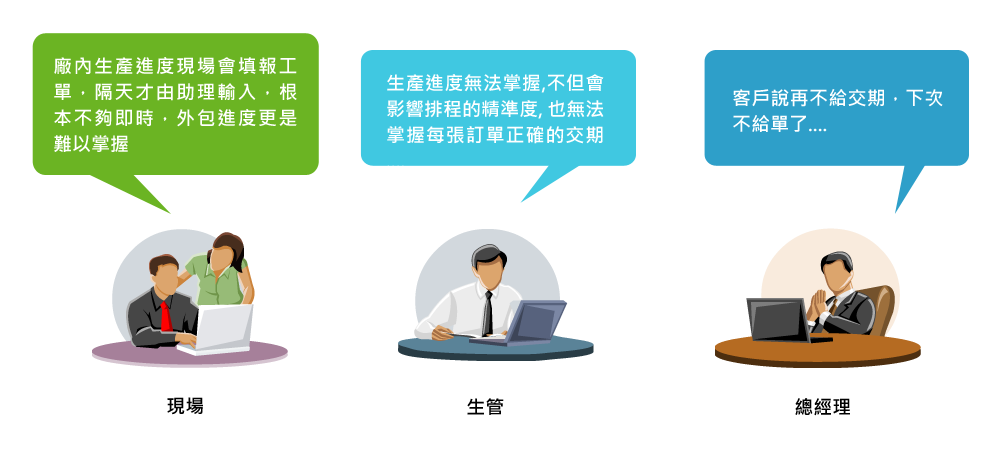 廠內生產進度現場會填報工
單，隔天才由助理輸入，根
本不夠即時，外包進度更是
難以掌握
生產進度無法掌握,不但會
影響排程的精準度, 也無法
掌握每張訂單正確的交期
客戶說再不給交期，下次
不給單了....
現場
生管
總經理